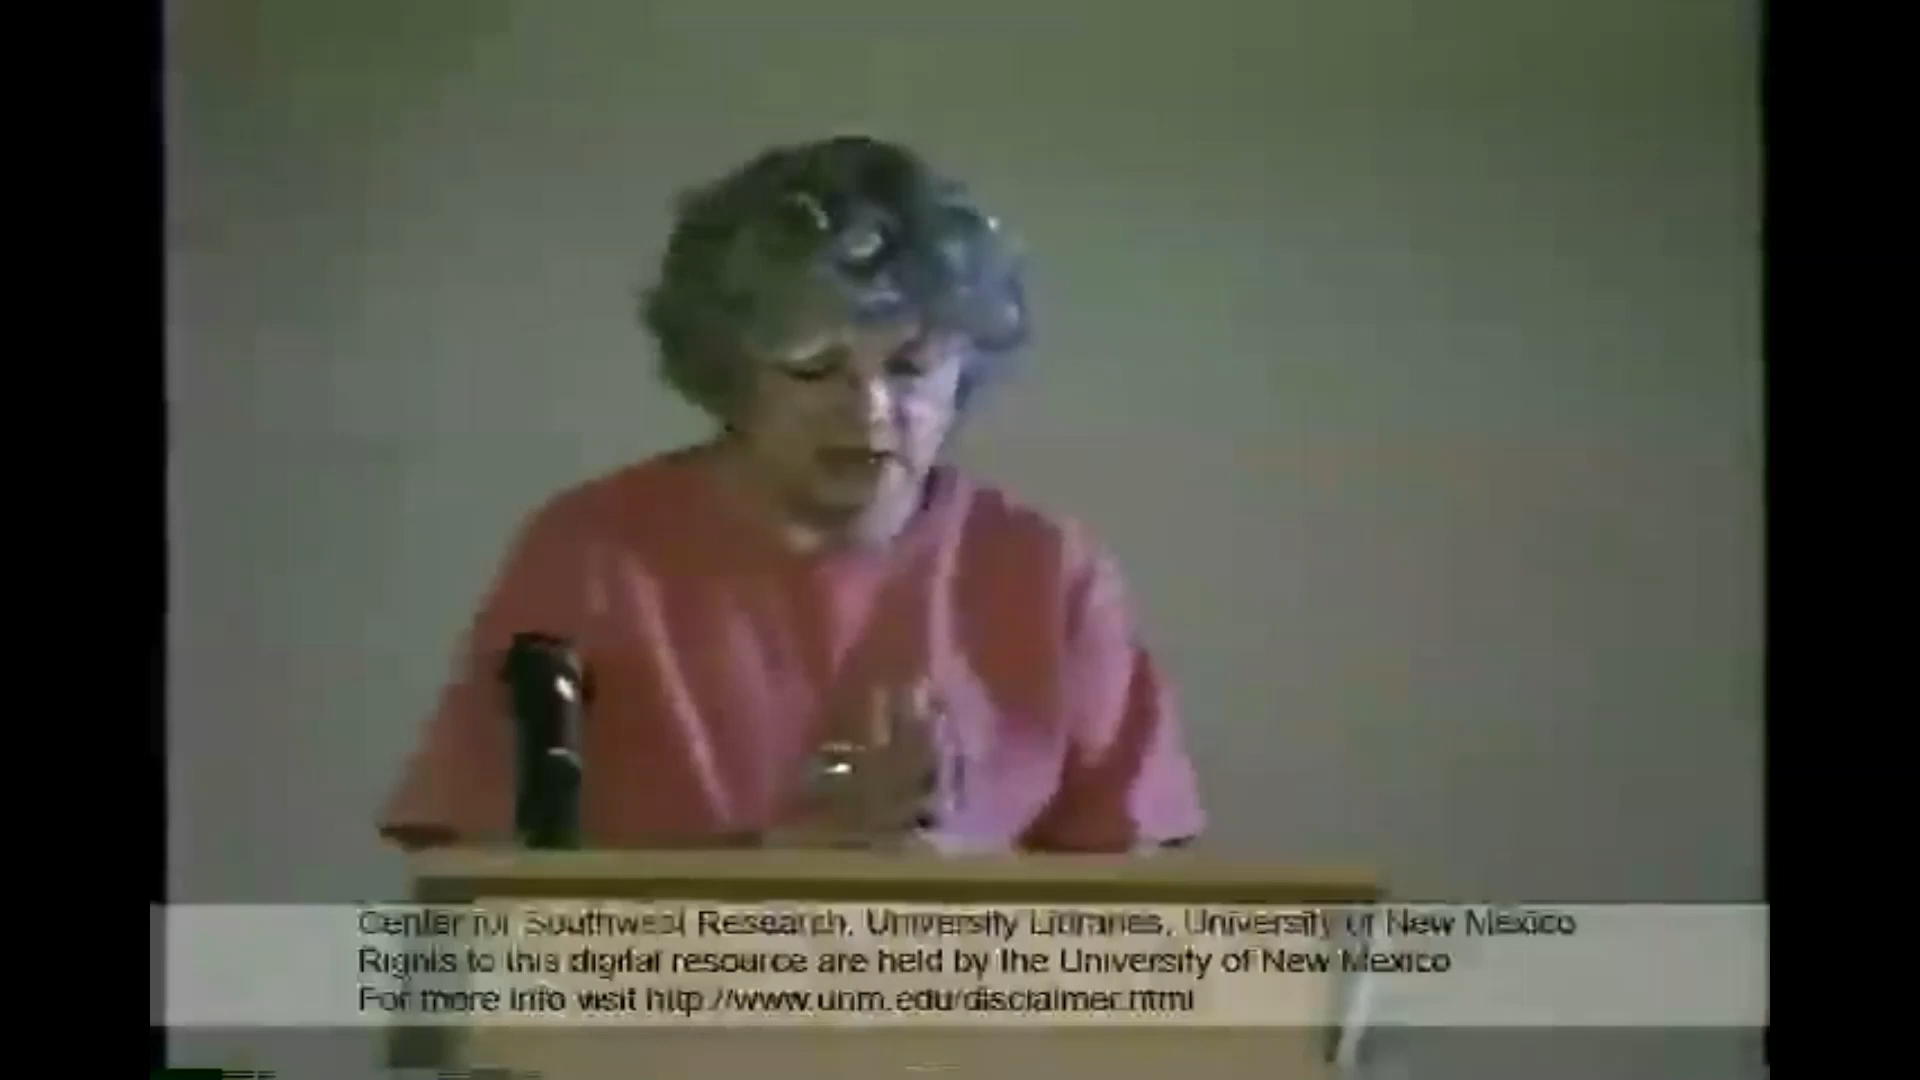 Center for Southwest Research, University Libraries, University of New Mexico
Rights to this digital resource are held by the University of New Mexico
For more info visit http://www.unm.edu/disclaimer.html